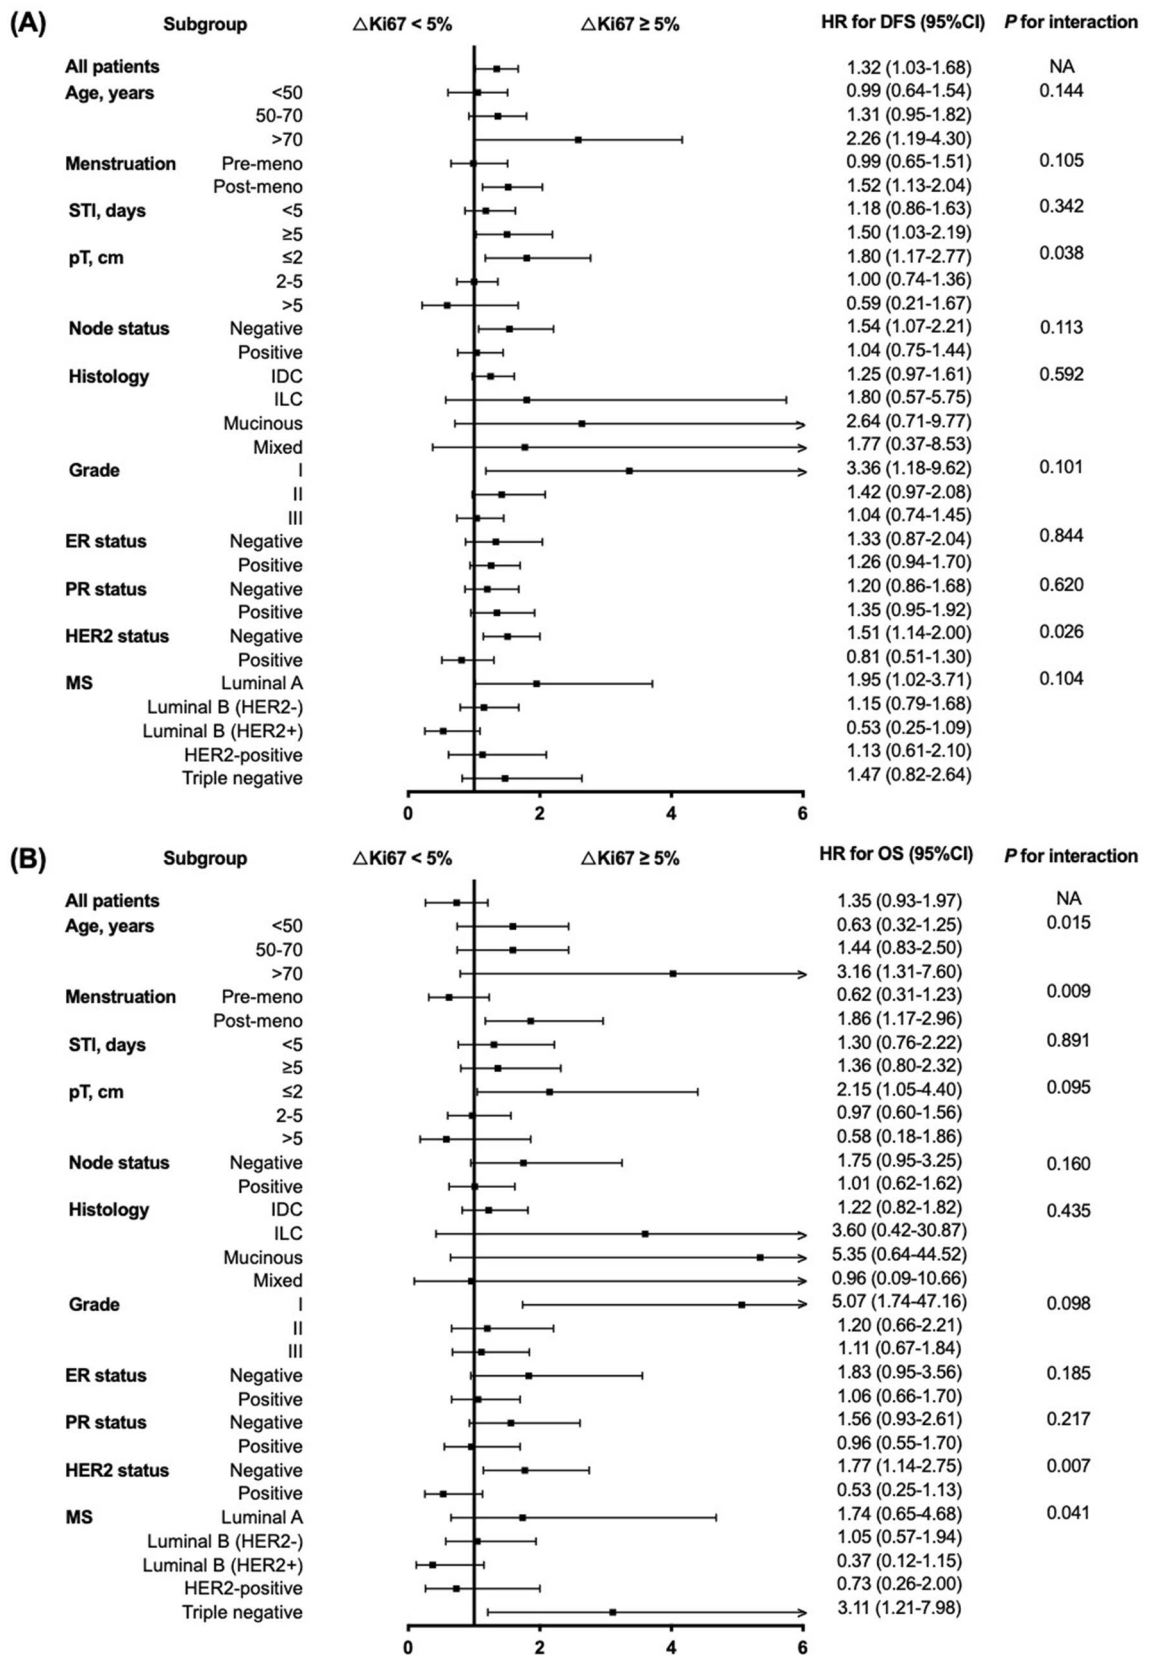 (A) Subgroup △Ki67 < 5% △Ki67 ≥ 5% HR for DFS (95%CI) P for interaction
All patients 1.32 (1.03-1.68) NA
Age, years <50 0.99 (0.64-1.54) 0.144
50-70 1.31 (0.95-1.82)
>70 2.26 (1.19-4.30)
Menstruation Pre-meno 0.99 (0.65-1.51) 0.105
Post-meno 1.52 (1.13-2.04)
STI, days <5 1.18 (0.86-1.63) 0.342
≥5 1.50 (1.03-2.19)
pT, cm ≤2 1.80 (1.17-2.77) 0.038
2-5 1.00 (0.74-1.36)
>5 0.59 (0.21-1.67)
Node status Negative 1.54 (1.07-2.21) 0.113
Positive 1.04 (0.75-1.44)
Histology IDC 1.25 (0.97-1.61) 0.592
ILC 1.80 (0.57-5.75)
Mucinous 2.64 (0.71-9.77)
Mixed 1.77 (0.37-8.53)
Grade I 3.36 (1.18-9.62) 0.101
II 1.42 (0.97-2.08)
III 1.04 (0.74-1.45)
ER status Negative 1.33 (0.87-2.04) 0.844
Positive 1.26 (0.94-1.70)
PR status Negative 1.20 (0.86-1.68) 0.620
Positive 1.35 (0.95-1.92)
HER2 status Negative 1.51 (1.14-2.00) 0.026
Positive 0.81 (0.51-1.30)
MS Luminal A 1.95 (1.02-3.71) 0.104
Luminal B (HER2-) 1.15 (0.79-1.68)
Luminal B (HER2+) 0.53 (0.25-1.09)
HER2-positive 1.13 (0.61-2.10)
Triple negative 1.47 (0.82-2.64)
0 2 4 6
(B) Subgroup △Ki67 < 5% △Ki67 ≥ 5% HR for OS (95%CI) P for interaction
All patients 1.35 (0.93-1.97) NA
Age, years <50 0.63 (0.32-1.25) 0.015
50-70 1.44 (0.83-2.50)
>70 3.16 (1.31-7.60)
Menstruation Pre-meno 0.62 (0.31-1.23) 0.009
Post-meno 1.86 (1.17-2.96)
STI, days <5 1.30 (0.76-2.22) 0.891
≥5 1.36 (0.80-2.32)
pT, cm ≤2 2.15 (1.05-4.40) 0.095
2-5 0.97 (0.60-1.56)
>5 0.58 (0.18-1.86)
Node status Negative 1.75 (0.95-3.25) 0.160
Positive 1.01 (0.62-1.62)
Histology IDC 1.22 (0.82-1.82) 0.435
ILC 3.60 (0.42-30.87)
Mucinous 5.35 (0.64-44.52)
Mixed 0.96 (0.09-10.66)
Grade I 5.07 (1.74-47.16) 0.098
II 1.20 (0.66-2.21)
III 1.11 (0.67-1.84)
ER status Negative 1.83 (0.95-3.56) 0.185
Positive 1.06 (0.66-1.70)
PR status Negative 1.56 (0.93-2.61) 0.217
Positive 0.96 (0.55-1.70)
HER2 status Negative 1.77 (1.14-2.75) 0.007
Positive 0.53 (0.25-1.13)
MS Luminal A 1.74 (0.65-4.68) 0.041
Luminal B (HER2-) 1.05 (0.57-1.94)
Luminal B (HER2+) 0.37 (0.12-1.15)
HER2-positive 0.73 (0.26-2.00)
Triple negative 3.11 (1.21-7.98)
0 2 4 6